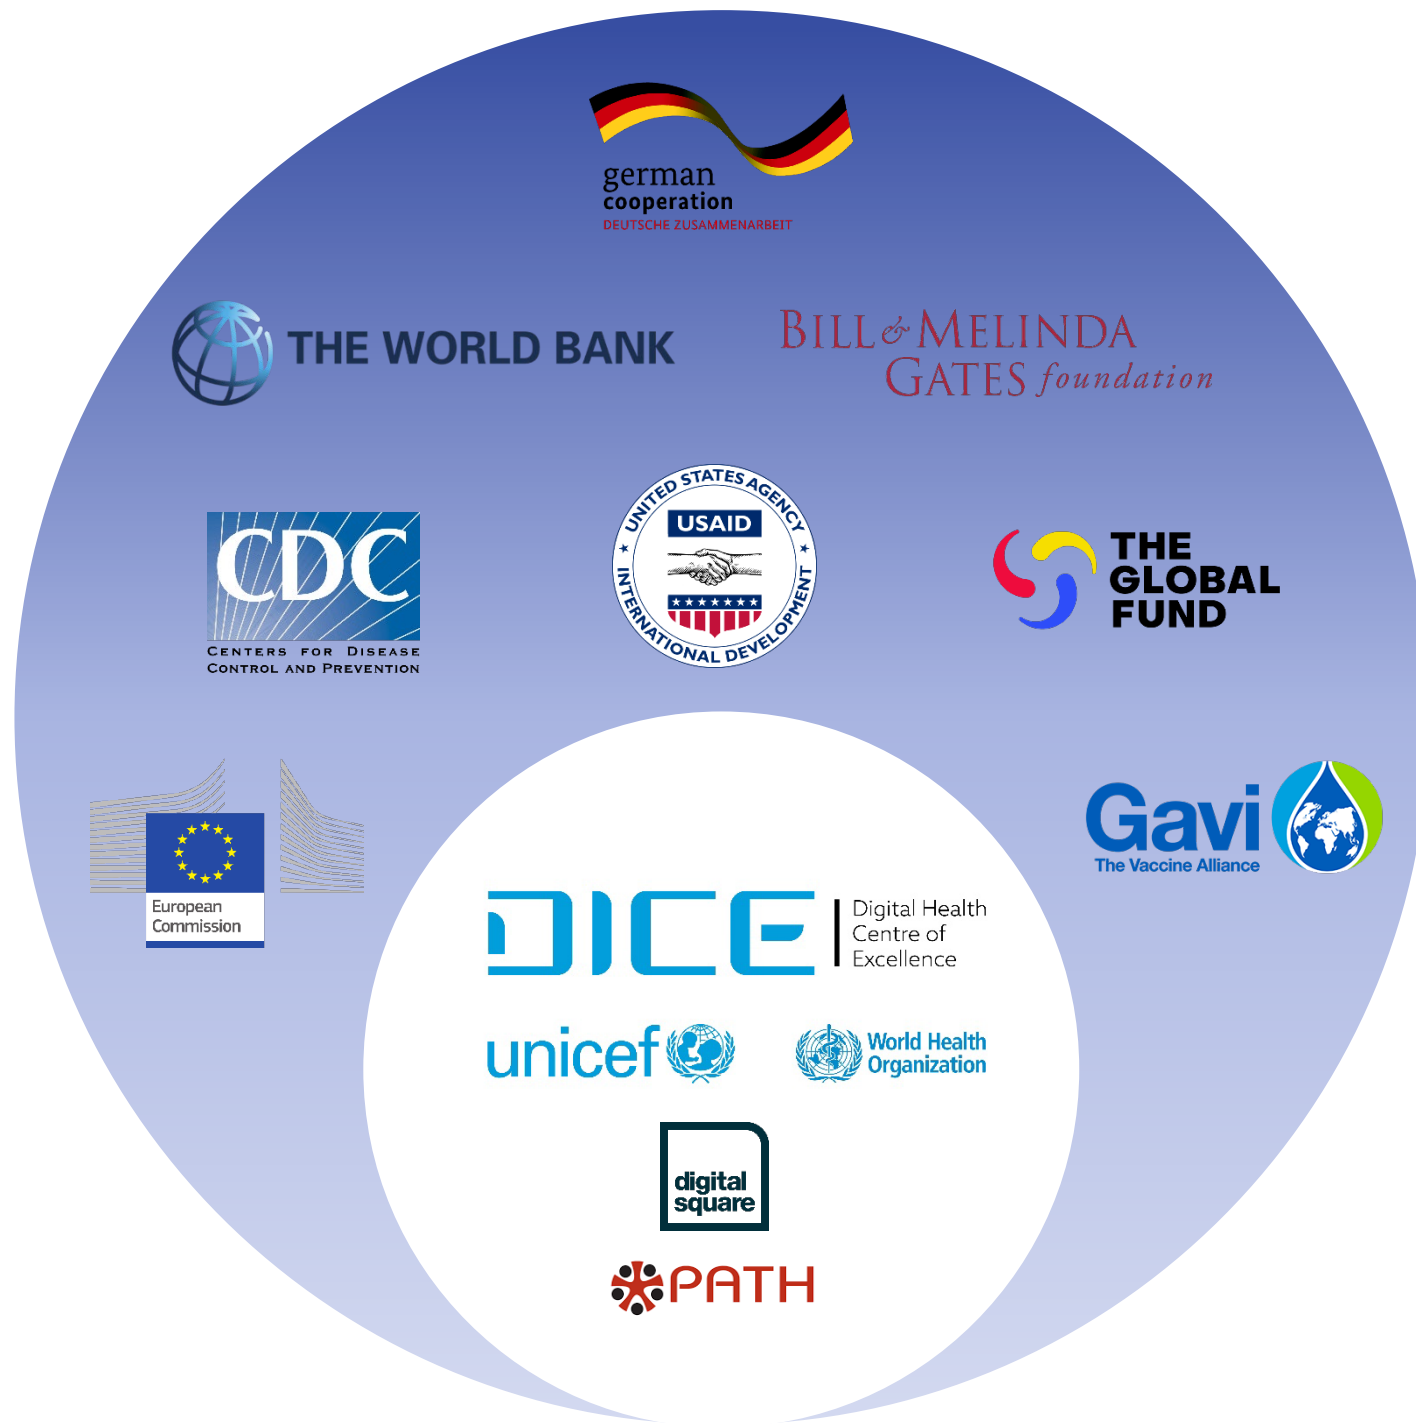 german
cooperation
DEUTSCHE ZUSAMMENARBEIT
THE WORLD BANK
BILL & MELINDA
GATES foundation
CDC
CENTERS FOR DISEASE
CONTROL AND PREVENTION
UNITED STATES AGENCY
USAID
INTERNATIONAL DEVELOPMENT
THE
GLOBAL
FUND
European
Commission
Gavi
The Vaccine Alliance
DICE
Digital Health
Centre of
Excellence
unicef
World Health
Organization
digital
square
PATH